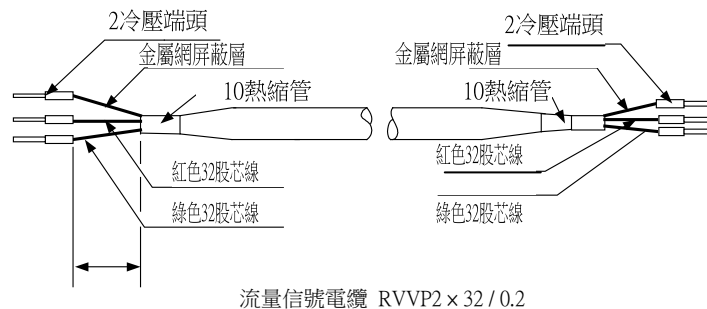 2冷壓端頭
金屬網屏蔽層
10熱縮管
紅色32股芯線
綠色32股芯線
2冷壓端頭
金屬網屏蔽層
10熱縮管
紅色32股芯線
綠色32股芯線
流量信號電纜 RVVP2 × 32 / 0.2